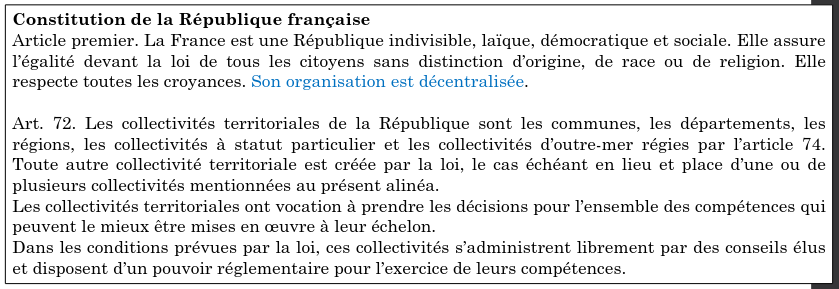 Constitution de la République française
Article premier. La France est une République indivisible, laïque, démocratique et sociale. Elle assure
l'égalité devant la loi de tous les citoyens sans distinction d'origine, de race ou de religion. Elle
respecte toutes les croyances. Son organisation est décentralisée.
Art. 72. Les collectivités territoriales de la République sont les communes, les départements, les
régions, les collectivités à statut particulier et les collectivités d'outre-mer régies par l'article 74.
Toute autre collectivité territoriale est créée par la loi, le cas échéant en lieu et place d'une ou de
plusieurs collectivités mentionnées au présent alinéa.
Les collectivités territoriales ont vocation à prendre les décisions pour l'ensemble des compétences qui
peuvent le mieux être mises en œuvre à leur échelon.
Dans les conditions prévues par la loi, ces collectivités s'administrent librement par des conseils élus
et disposent d'un pouvoir réglementaire pour l'exercice de leurs compétences.